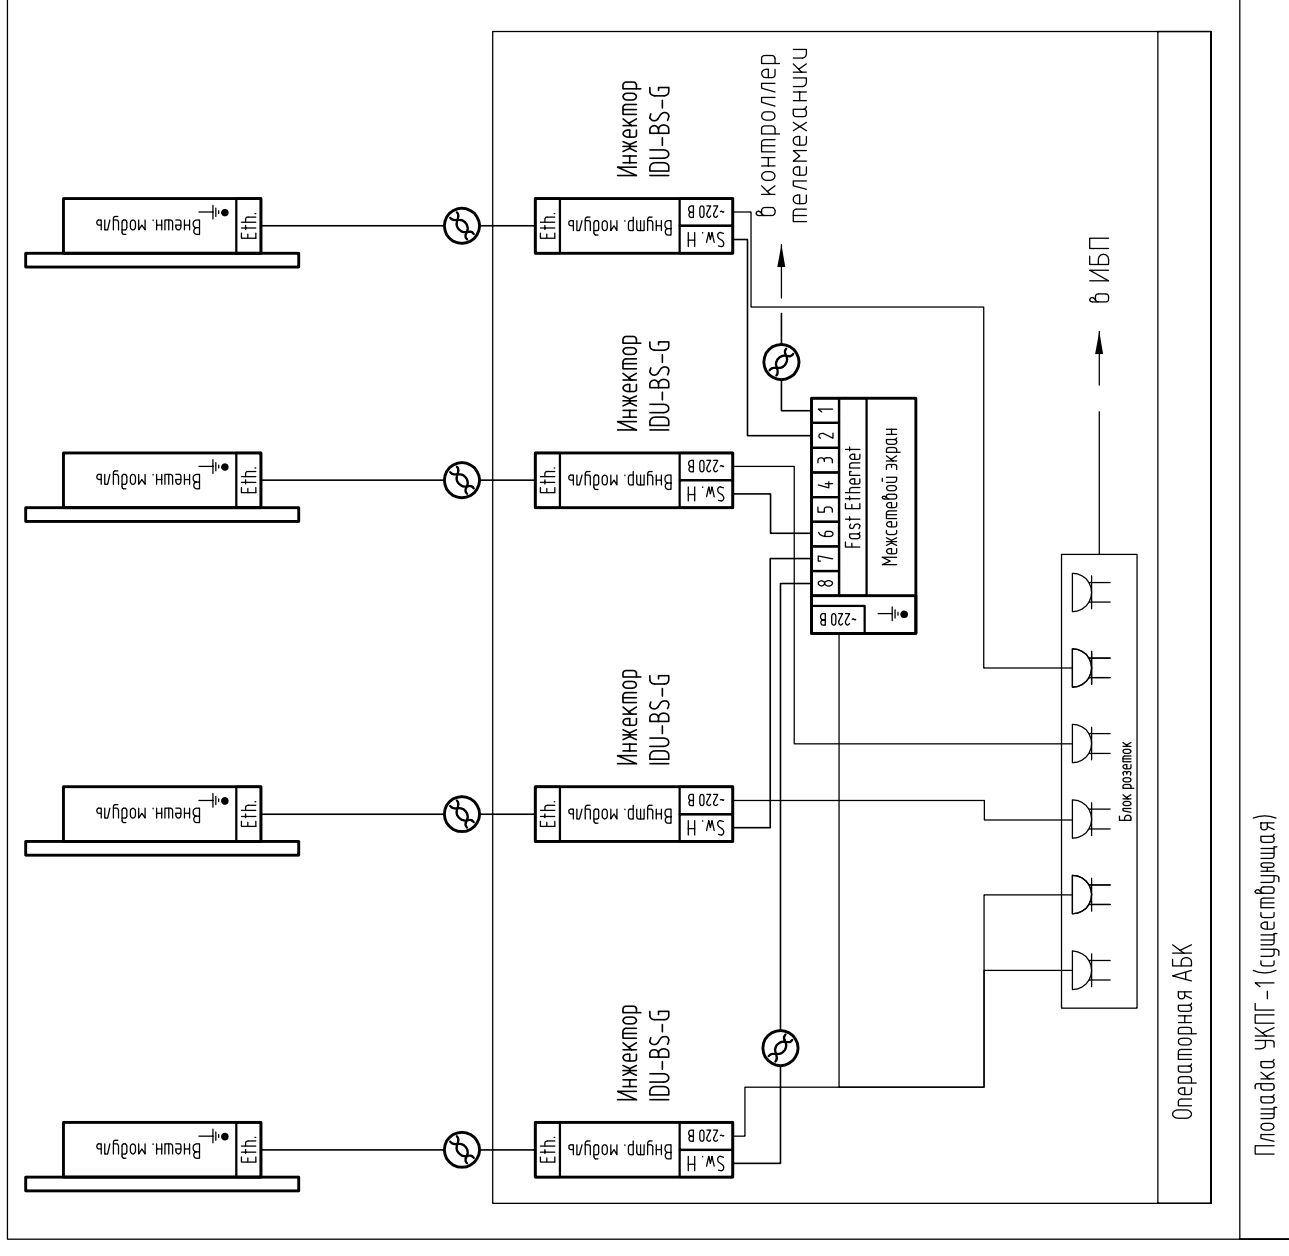 Внешн. модуль
Eth.
Внешн. модуль
Eth.
Внешн. модуль
Eth.
Внешн. модуль
Eth.
Eth.
Внутр. модуль
Sw. H
~220 В
Инжектор
IDU-BS-G
Eth.
Внутр. модуль
Sw. H
~220 В
Инжектор
IDU-BS-G
Eth.
Внутр. модуль
Sw. H
~220 В
Инжектор
IDU-BS-G
Eth.
Внутр. модуль
Sw. H
~220 В
Инжектор
IDU-BS-G
в контроллер
телемеханики
~220 В
8 7 6 5 4 3 2 1
Fast Ethernet
Межсетевой экран
в ИБП
Блок розеток
Операторная АБК
Площадка УКПГ-1 (существующая)